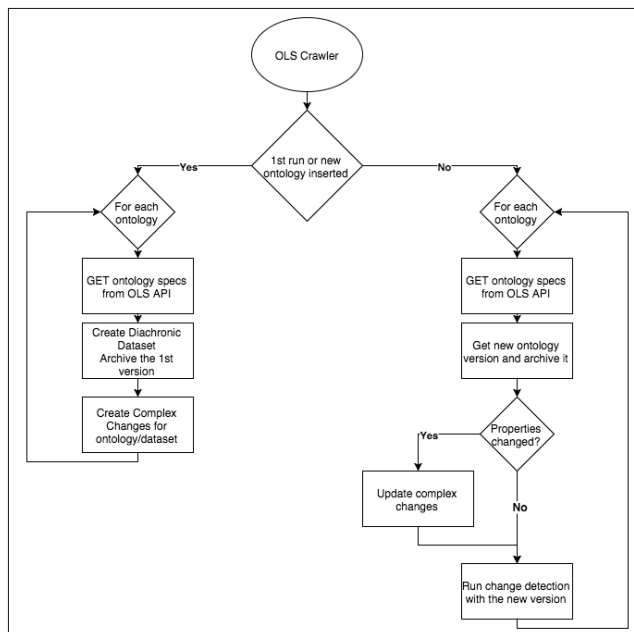 OLS Crawler
1st run or new
ontology inserted
Yes
No
For each
ontology
For each
ontology
GET ontology specs
from OLS API
GET ontology specs
from OLS API
Create Diachronic
Dataset
Archive the 1st
version
Get new ontology
version and archive it
Create Complex
Changes for
ontology/dataset
Properties
changed?
Yes
Update complex
changes
No
Run change detection
with the new version